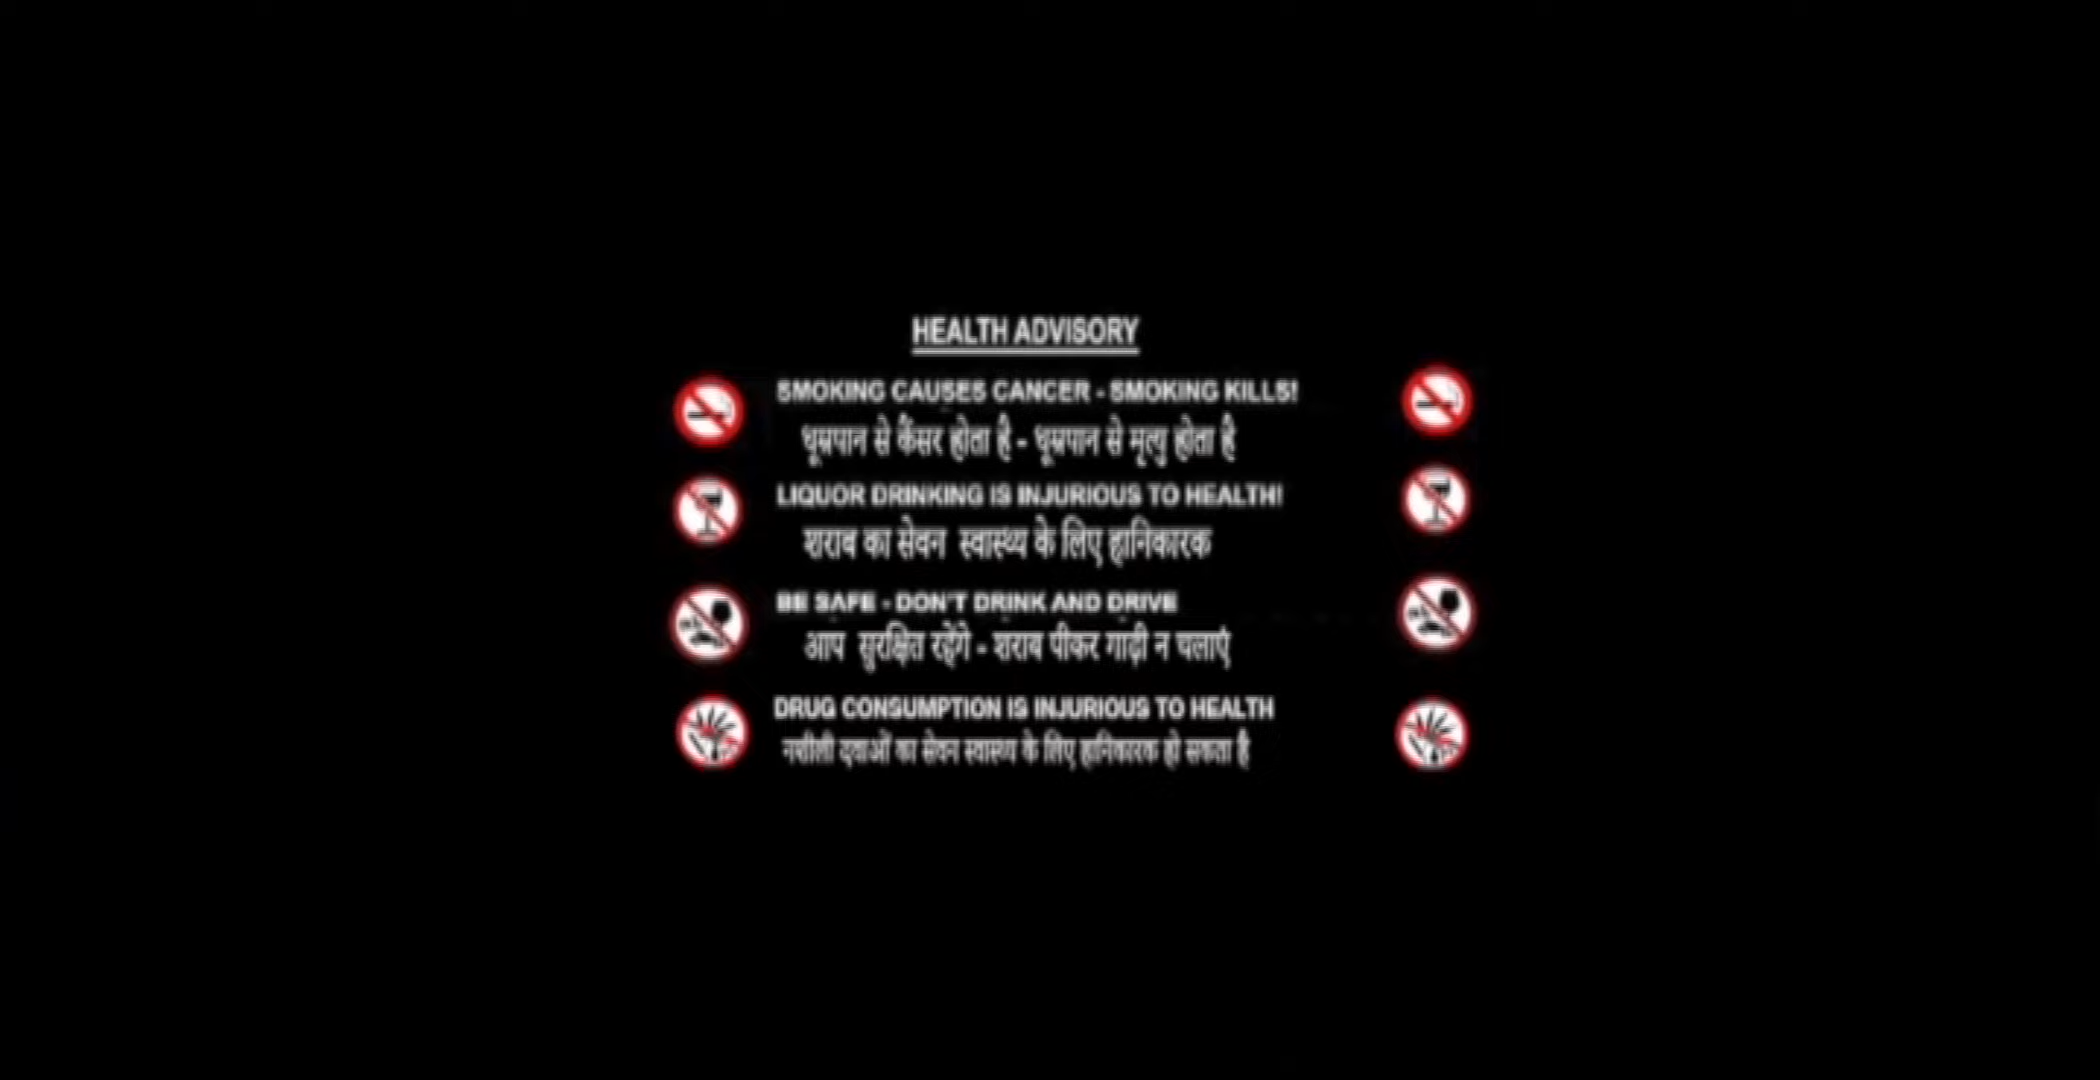 HEALTH ADVISORY
SMOKING CAUSES CANCER - SMOKING KILLS!
धूम्रपान से कैंसर होता है - धूम्रपान से मृत्यु होता है
LIQUOR DRINKING IS INJURIOUS TO HEALTH!
शराब का सेवन स्वास्थ्य के लिए हानिकारक
BE SAFE - DON'T DRINK AND DRIVE
आप सुरक्षित रहेंगे - शराब पीकर गाढ़ी न चलाएं
DRUG CONSUMPTION IS INJURIOUS TO HEALTH
नशीली दवाओं का सेवन स्वास्थ्य के लिए हानिकारक हो सकता है